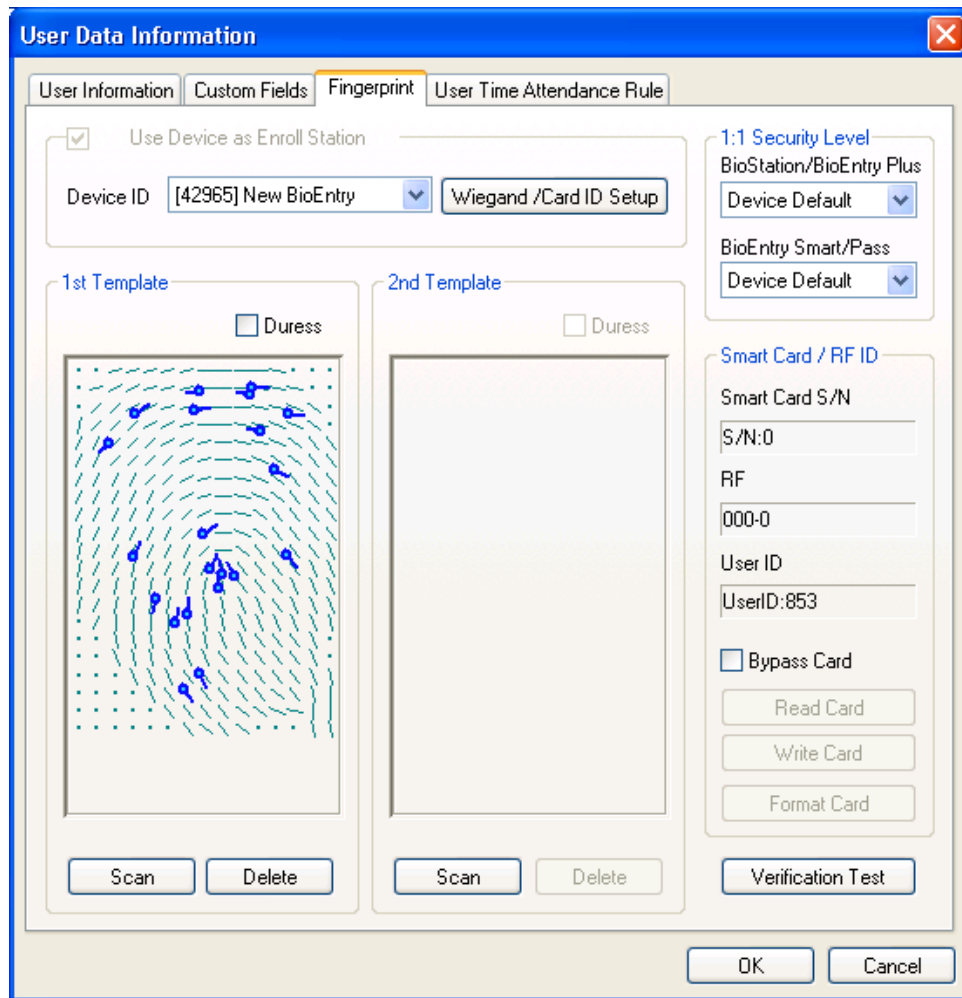 User Data Information
User Information
Custom Fields
Fingerprint
User Time Attendance Rule
Use Device as Enroll Station
Device ID
[42965] New BioEntry
Wiegand /Card ID Setup
1:1 Security Level
BioStation/BioEntry Plus
Device Default
BioEntry Smart/Pass
Device Default
1st Template
Duress
Scan
Delete
2nd Template
Duress
Scan
Delete
Smart Card / RF ID
Smart Card S/N
S/N:0
RF
000-0
User ID
UserID:853
Bypass Card
Read Card
Write Card
Format Card
Verification Test
OK
Cancel